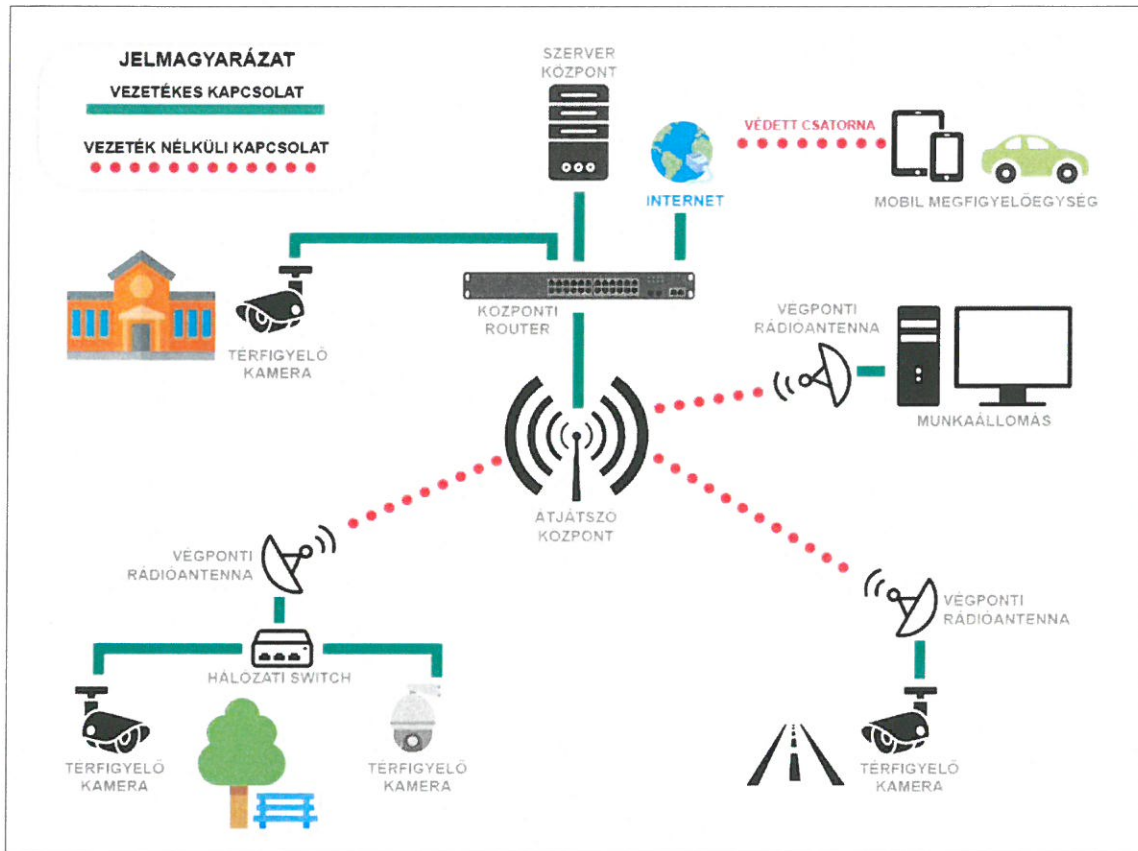 JELMAGYARÁZAT
VEZETÉKES KAPCSOLAT
VEZETÉK NÉLKÜLI KAPCSOLAT
SZERVER
KÖZPONT
INTERNET
VÉDETT CSATORNA
MOBIL MEGFIGYELŐEGYSÉG
TÉRFIGYELŐ
KAMERA
KÖZPONTI
ROUTER
VÉGPONTI
RÁDIÓANTENNA
MUNKAÁLLOMÁS
ÁTJÁTSZÓ
KÖZPONT
VÉGPONTI
RÁDIÓANTENNA
VÉGPONTI
RÁDIÓANTENNA
HÁLÓZATI SWITCH
TÉRFIGYELŐ
KAMERA
TÉRFIGYELŐ
KAMERA
TÉRFIGYELŐ
KAMERA